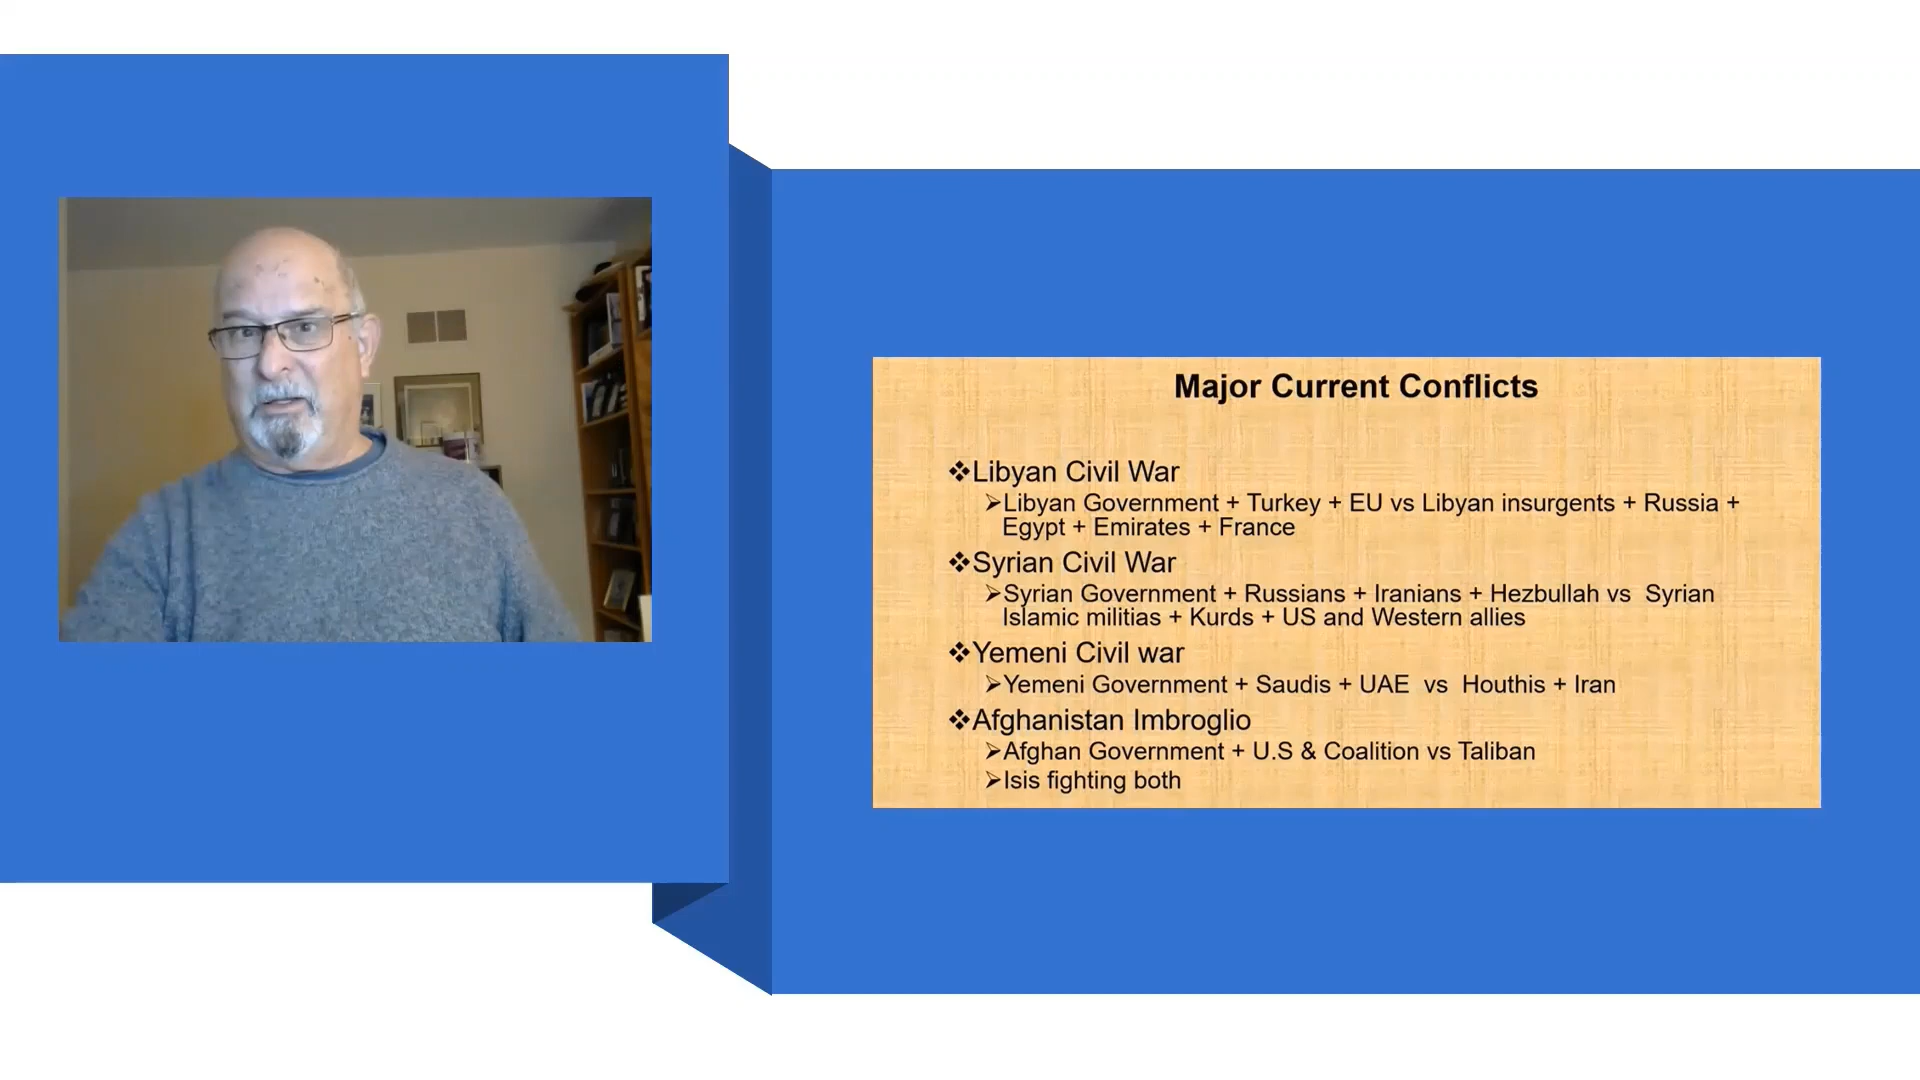 Major Current Conflicts
❖Libyan Civil War
➢Libyan Government + Turkey + EU vs Libyan insurgents + Russia +
Egypt + Emirates + France
❖Syrian Civil War
➢Syrian Government + Russians + Iranians + Hezbullah vs  Syrian
Islamic militias + Kurds + US and Western allies
❖Yemeni Civil war
➢Yemeni Government + Saudis + UAE  vs  Houthis + Iran
❖Afghanistan Imbroglio
➢Afghan Government + U.S & Coalition vs Taliban
➢Isis fighting both